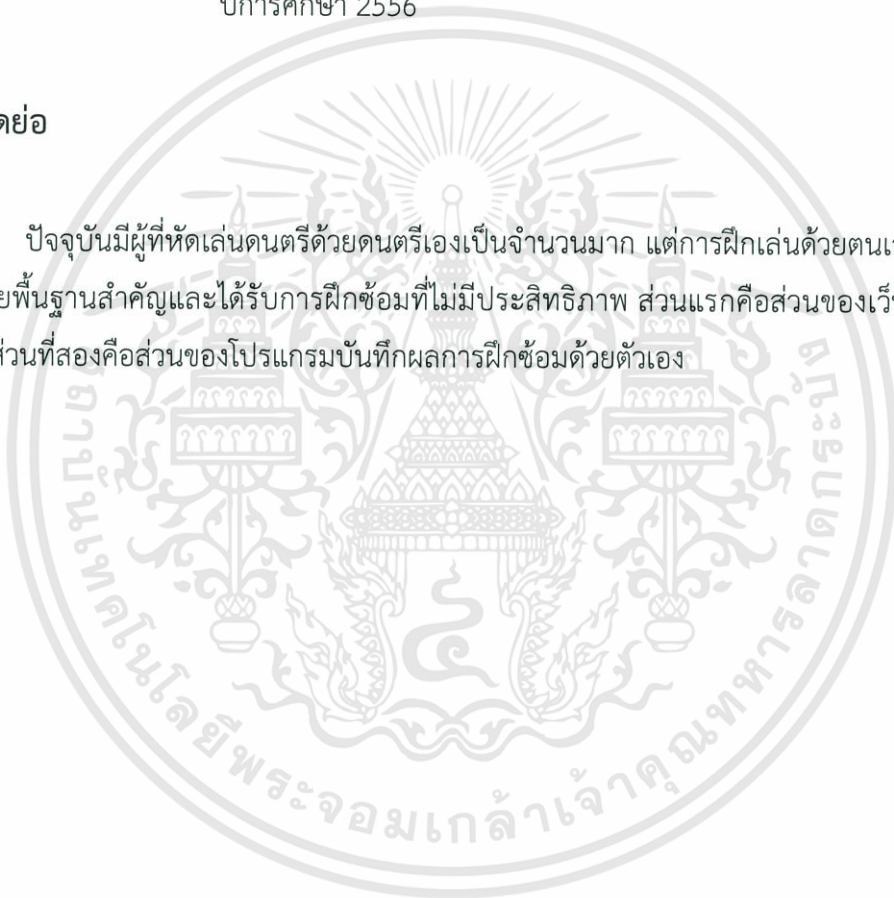 ปีการศึกษา 2556
ดย่อ
ปัจจุบันมีผู้ที่หัดเล่นดนตรีด้วยดนตรีเองเป็นจำนวนมาก แต่การฝึกเล่นด้วยตนเ
ยพื้นฐานสำคัญและได้รับการฝึกซ้อมที่ไม่มีประสิทธิภาพ ส่วนแรกคือส่วนของเว็
ส่วนที่สองคือส่วนของโปรแกรมบันทึกผลการฝึกซ้อมด้วยตัวเอง
สถาบันเทคโนโลยีพระจอมเกล้าเจ้าคุณทหารลาดกระบัง